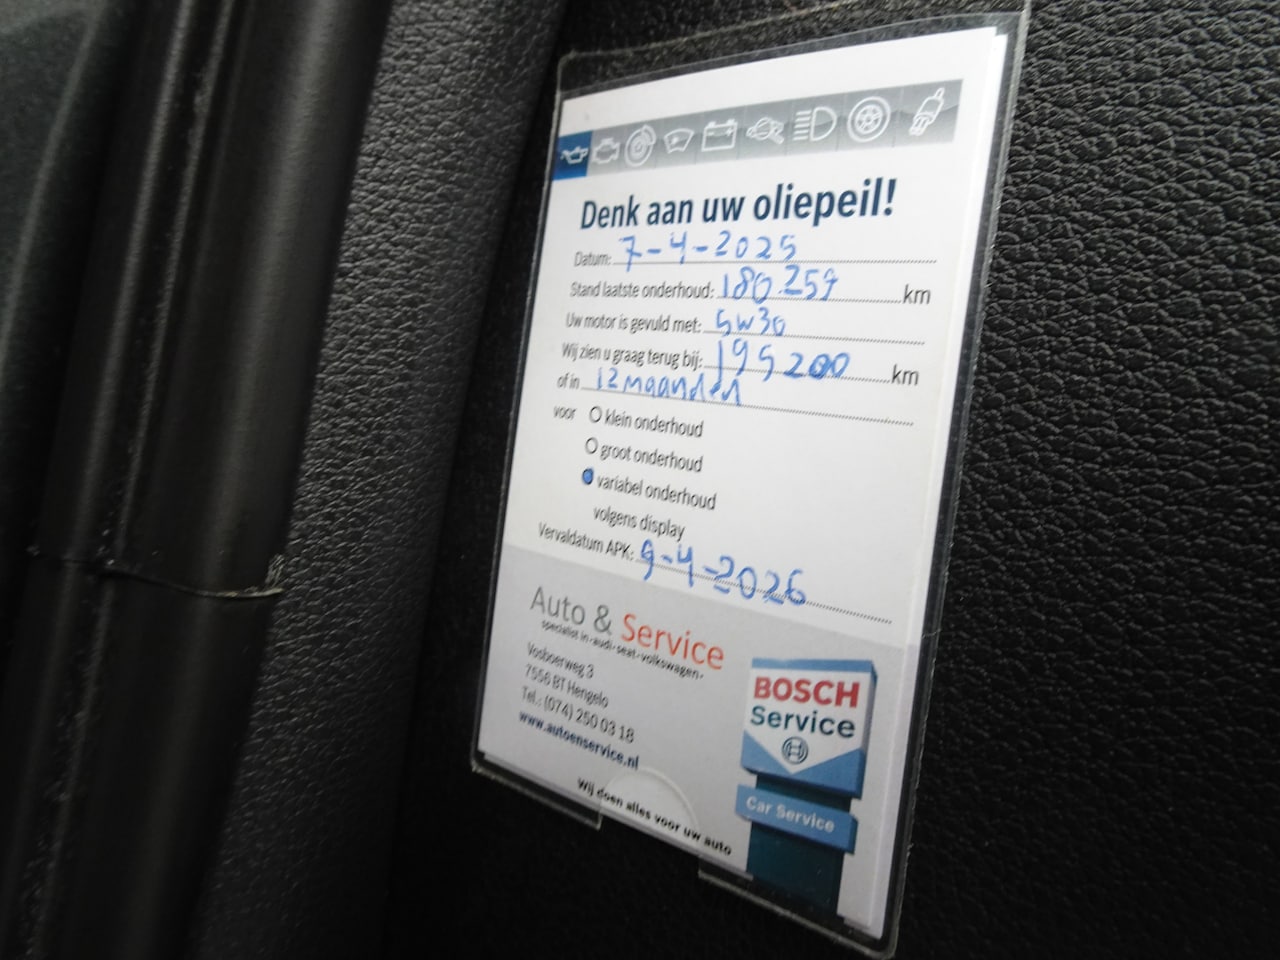 Denk aan uw oliepeil!
Datum: 7-4-2025
Stand laatste onderhoud: 180.257 km
Uw motor is gevuld met: 5w30
Wij zien u graag terug bij: 195200 km
of in 12 maanden
voor klein onderhoud
groot onderhoud
variabel onderhoud
volgens display
Vervaldatum APK: 9-4-2026
Auto & Service
specialist in-audi-seat-volkswagen-
Vosboerweg 3
7556 BT Hengelo
Tel.: (074) 250 03 18
www.autoenservice.nl
Wij doen alles voor uw auto
BOSCH
Service
Car Service